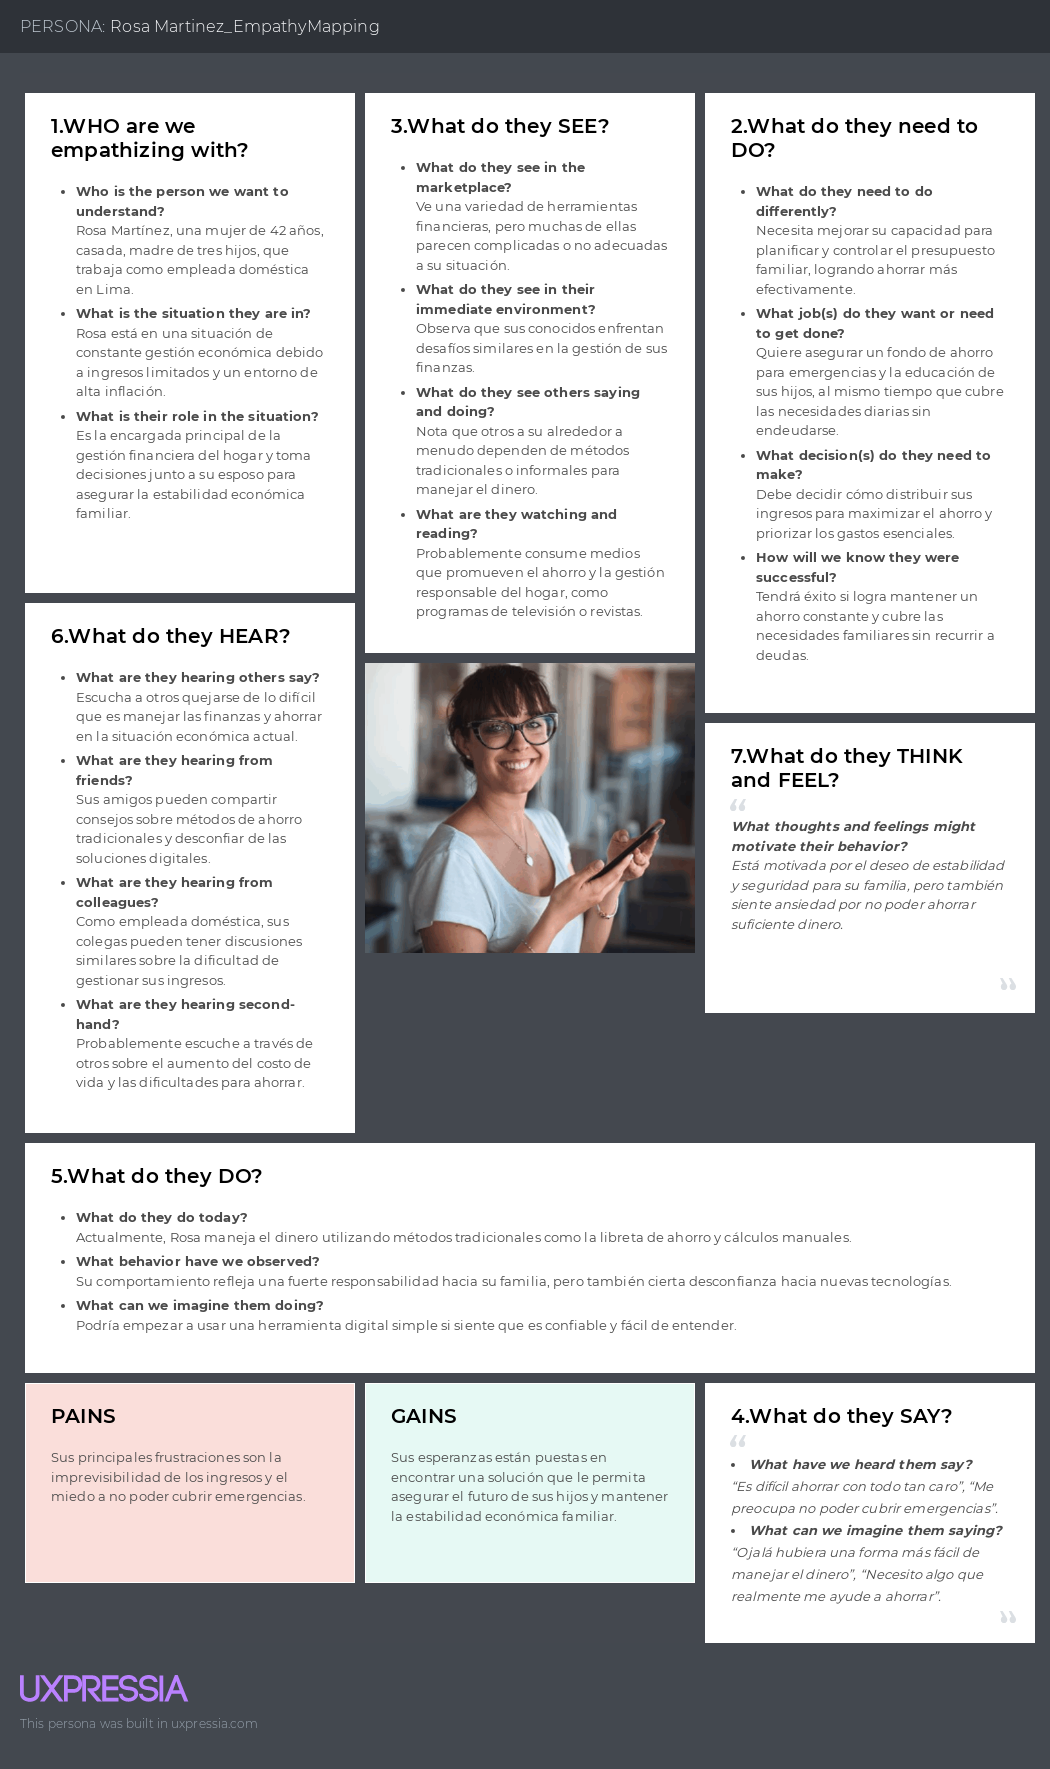 PERSONA: Rosa Martinez_EmpathyMapping
1.WHO are we
empathizing with?
• Who is the person we want to
understand?
Rosa Martínez, una mujer de 42 años,
casada, madre de tres hijos, que
trabaja como empleada doméstica
en Lima.
• What is the situation they are in?
Rosa está en una situación de
constante gestión económica debido
a ingresos limitados y un entorno de
alta inflación.
• What is their role in the situation?
Es la encargada principal de la
gestión financiera del hogar y toma
decisiones junto a su esposo para
asegurar la estabilidad económica
familiar.
3.What do they SEE?
• What do they see in the
marketplace?
Ve una variedad de herramientas
financieras, pero muchas de ellas
parecen complicadas o no adecuadas
a su situación.
• What do they see in their
immediate environment?
Observa que sus conocidos enfrentan
desafíos similares en la gestión de sus
finanzas.
• What do they see others saying
and doing?
Nota que otros a su alrededor a
menudo dependen de métodos
tradicionales o informales para
manejar el dinero.
• What are they watching and
reading?
Probablemente consume medios
que promueven el ahorro y la gestión
responsable del hogar, como
programas de televisión o revistas.
2.What do they need to
DO?
• What do they need to do
differently?
Necesita mejorar su capacidad para
planificar y controlar el presupuesto
familiar, logrando ahorrar más
efectivamente.
• What job(s) do they want or need
to get done?
Quiere asegurar un fondo de ahorro
para emergencias y la educación de
sus hijos, al mismo tiempo que cubre
las necesidades diarias sin
endeudarse.
• What decision(s) do they need to
make?
Debe decidir cómo distribuir sus
ingresos para maximizar el ahorro y
priorizar los gastos esenciales.
• How will we know they were
successful?
Tendrá éxito si logra mantener un
ahorro constante y cubre las
necesidades familiares sin recurrir a
deudas.
6.What do they HEAR?
• What are they hearing others say?
Escucha a otros quejarse de lo difícil
que es manejar las finanzas y ahorrar
en la situación económica actual.
• What are they hearing from
friends?
Sus amigos pueden compartir
consejos sobre métodos de ahorro
tradicionales y desconfiar de las
soluciones digitales.
• What are they hearing from
colleagues?
Como empleada doméstica, sus
colegas pueden tener discusiones
similares sobre la dificultad de
gestionar sus ingresos.
• What are they hearing second-
hand?
Probablemente escuche a través de
otros sobre el aumento del costo de
vida y las dificultades para ahorrar.
7.What do they THINK
and FEEL?
“
What thoughts and feelings might
motivate their behavior?
Está motivada por el deseo de estabilidad
y seguridad para su familia, pero también
siente ansiedad por no poder ahorrar
suficiente dinero.
”
5.What do they DO?
• What do they do today?
Actualmente, Rosa maneja el dinero utilizando métodos tradicionales como la libreta de ahorro y cálculos manuales.
• What behavior have we observed?
Su comportamiento refleja una fuerte responsabilidad hacia su familia, pero también cierta desconfianza hacia nuevas tecnologías.
• What can we imagine them doing?
Podría empezar a usar una herramienta digital simple si siente que es confiable y fácil de entender.
PAINS
Sus principales frustraciones son la
imprevisibilidad de los ingresos y el
miedo a no poder cubrir emergencias.
GAINS
Sus esperanzas están puestas en
encontrar una solución que le permita
asegurar el futuro de sus hijos y mantener
la estabilidad económica familiar.
4.What do they SAY?
“
• What have we heard them say?
“Es difícil ahorrar con todo tan caro”, “Me
preocupa no poder cubrir emergencias”.
• What can we imagine them saying?
“Ojalá hubiera una forma más fácil de
manejar el dinero”, “Necesito algo que
realmente me ayude a ahorrar”.
”
UXPRESSIA
This persona was built in uxpressia.com